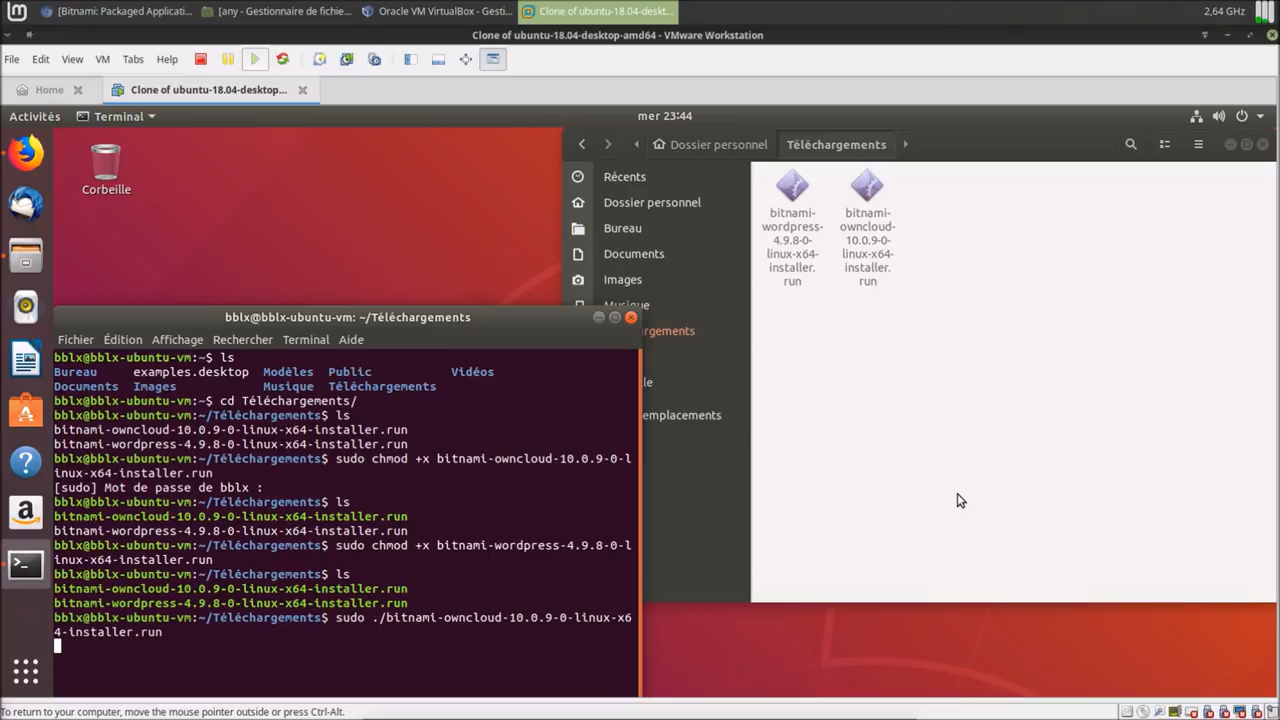 [Bitnami: Packaged Applicati...
[any - Gestionnaire de fichie...
Oracle VM VirtualBox - Gesti...
Clone of ubuntu-18.04-deskt...
2,64 GHz
Clone of ubuntu-18.04-desktop-amd64 - VMware Workstation
File Edit View VM Tabs Help
Home
Clone of ubuntu-18.04-desktop...
Activités
Terminal
mer 23:44
Corbeille
Dossier personnel
Téléchargements
Récents
Dossier personnel
Bureau
Documents
Images
Musique
rgements
le
emplacements
bitnami-
wordpress-
4.9.8-0-
linux-x64-
installer.
run
bitnami-
owncloud-
10.0.9-0-
linux-x64-
installer.
run
bblx@bblx-ubuntu-vm: ~/Téléchargements
Fichier Édition Affichage Rechercher Terminal Aide
bblx@bblx-ubuntu-vm:~$ ls
Bureau examples.desktop Modèles Public Vidéos
Documents Images Musique Téléchargements
bblx@bblx-ubuntu-vm:~$ cd Téléchargements/
bblx@bblx-ubuntu-vm:~/Téléchargements$ ls
bitnami-owncloud-10.0.9-0-linux-x64-installer.run
bitnami-wordpress-4.9.8-0-linux-x64-installer.run
bblx@bblx-ubuntu-vm:~/Téléchargements$ sudo chmod +x bitnami-owncloud-10.0.9-0-l
inux-x64-installer.run
[sudo] Mot de passe de bblx :
bblx@bblx-ubuntu-vm:~/Téléchargements$ ls
bitnami-owncloud-10.0.9-0-linux-x64-installer.run
bitnami-wordpress-4.9.8-0-linux-x64-installer.run
bblx@bblx-ubuntu-vm:~/Téléchargements$ sudo chmod +x bitnami-wordpress-4.9.8-0-l
inux-x64-installer.run
bblx@bblx-ubuntu-vm:~/Téléchargements$ ls
bitnami-owncloud-10.0.9-0-linux-x64-installer.run
bitnami-wordpress-4.9.8-0-linux-x64-installer.run
bblx@bblx-ubuntu-vm:~/Téléchargements$ sudo ./bitnami-owncloud-10.0.9-0-linux-x6
4-installer.run
To return to your computer, move the mouse pointer outside or press Ctrl-Alt.